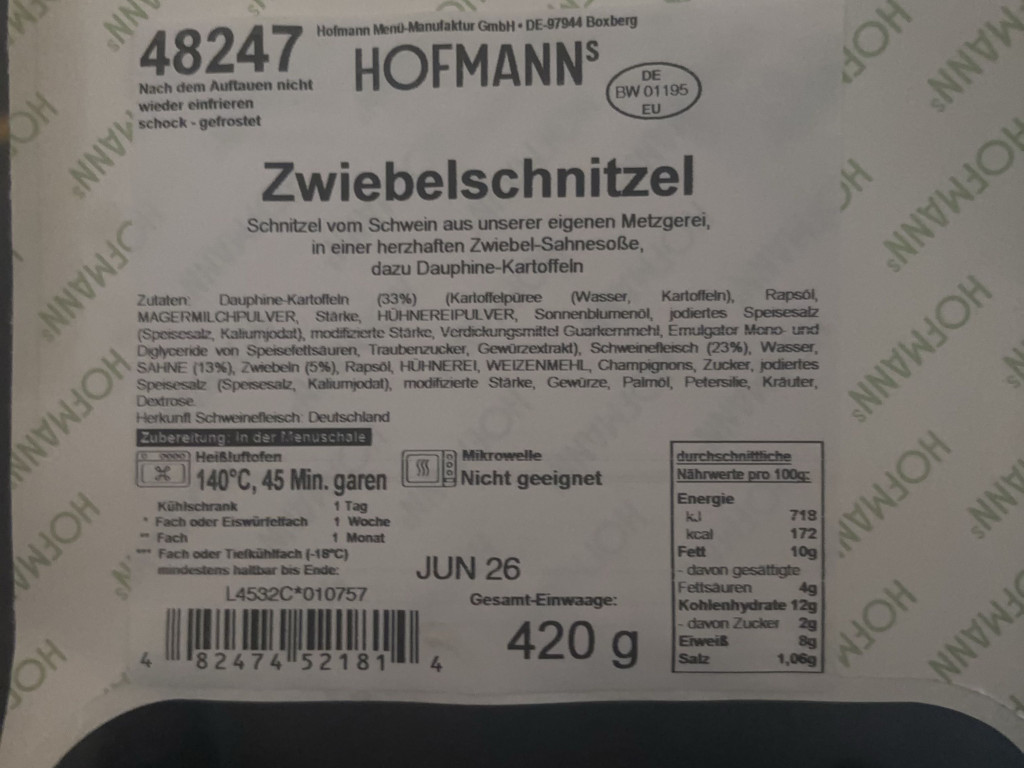 48247
Hofmann Menü-Manufaktur GmbH • DE-97944 Boxberg
HOFMANNS
DE
BW 01195
EU
Nach dem Auftauen nicht
wieder einfrieren
schock - gefrostet
Zwiebelschnitzel
Schnitzel vom Schwein aus unserer eigenen Metzgerei,
in einer herzhaften Zwiebel-Sahnesoße,
dazu Dauphine-Kartoffeln
Zutaten: Dauphine-Kartoffeln (33%) (Kartoffelpüree (Wasser, Kartoffeln), Rapsöl,
MAGERMILCHPULVER, Stärke, HÜHNEREIPULVER, Sonnenblumenöl, jodiertes Speisesalz
(Speisesalz, Kaliumjodat), modifizierte Stärke, Verdickungsmittel Guarkernmehl, Emulgator Mono- und
Diglyceride von Speisefettsäuren, Traubenzucker, Gewürzextrakt), Schweinefleisch (23%), Wasser,
SAHNE (13%), Zwiebeln (5%), Rapsöl, HÜHNEREI, WEIZENMEHL, Champignons, Zucker, jodiertes
Speisesalz (Speisesalz, Kaliumjodat), modifizierte Stärke, Gewürze, Palmöl, Petersilie, Kräuter,
Dextrose.
Herkunft Schweinefleisch: Deutschland
Zubereitung: In der Menuschale
Heißluftofen
140°C, 45 Min. garen
Mikrowelle
Nicht geeignet
Kühlschrank 1 Tag
* Fach oder Eiswürfelfach 1 Woche
** Fach 1 Monat
*** Fach oder Tiefkühlfach (-18°C)
mindestens haltbar bis Ende:
JUN 26
L4532C*010757
Gesamt-Einwaage:
420 g
4 82474 52181 4
durchschnittliche
Nährwerte pro 100g:
Energie
kJ 718
kcal 172
Fett 10g
- davon gesättigte
Fettsäuren 4g
Kohlenhydrate 12g
- davon Zucker 2g
Eiweiß 8g
Salz 1,06g
HOFMANNS
HOFMANNS
HOFMANNS
HOFMANNS